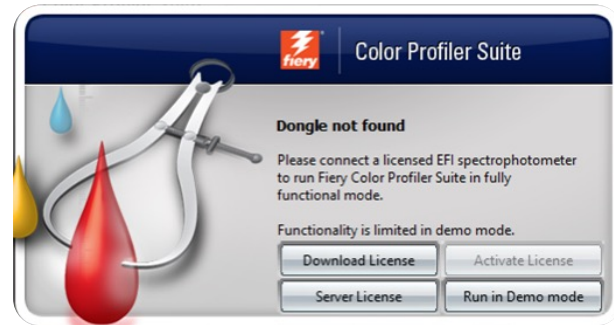 fiery
Color Profiler Suite
Dongle not found
Please connect a licensed EFI spectrophotometer
to run Fiery Color Profiler Suite in fully
functional mode.
Functionality is limited in demo mode.
Download License
Activate License
Server License
Run in Demo mode